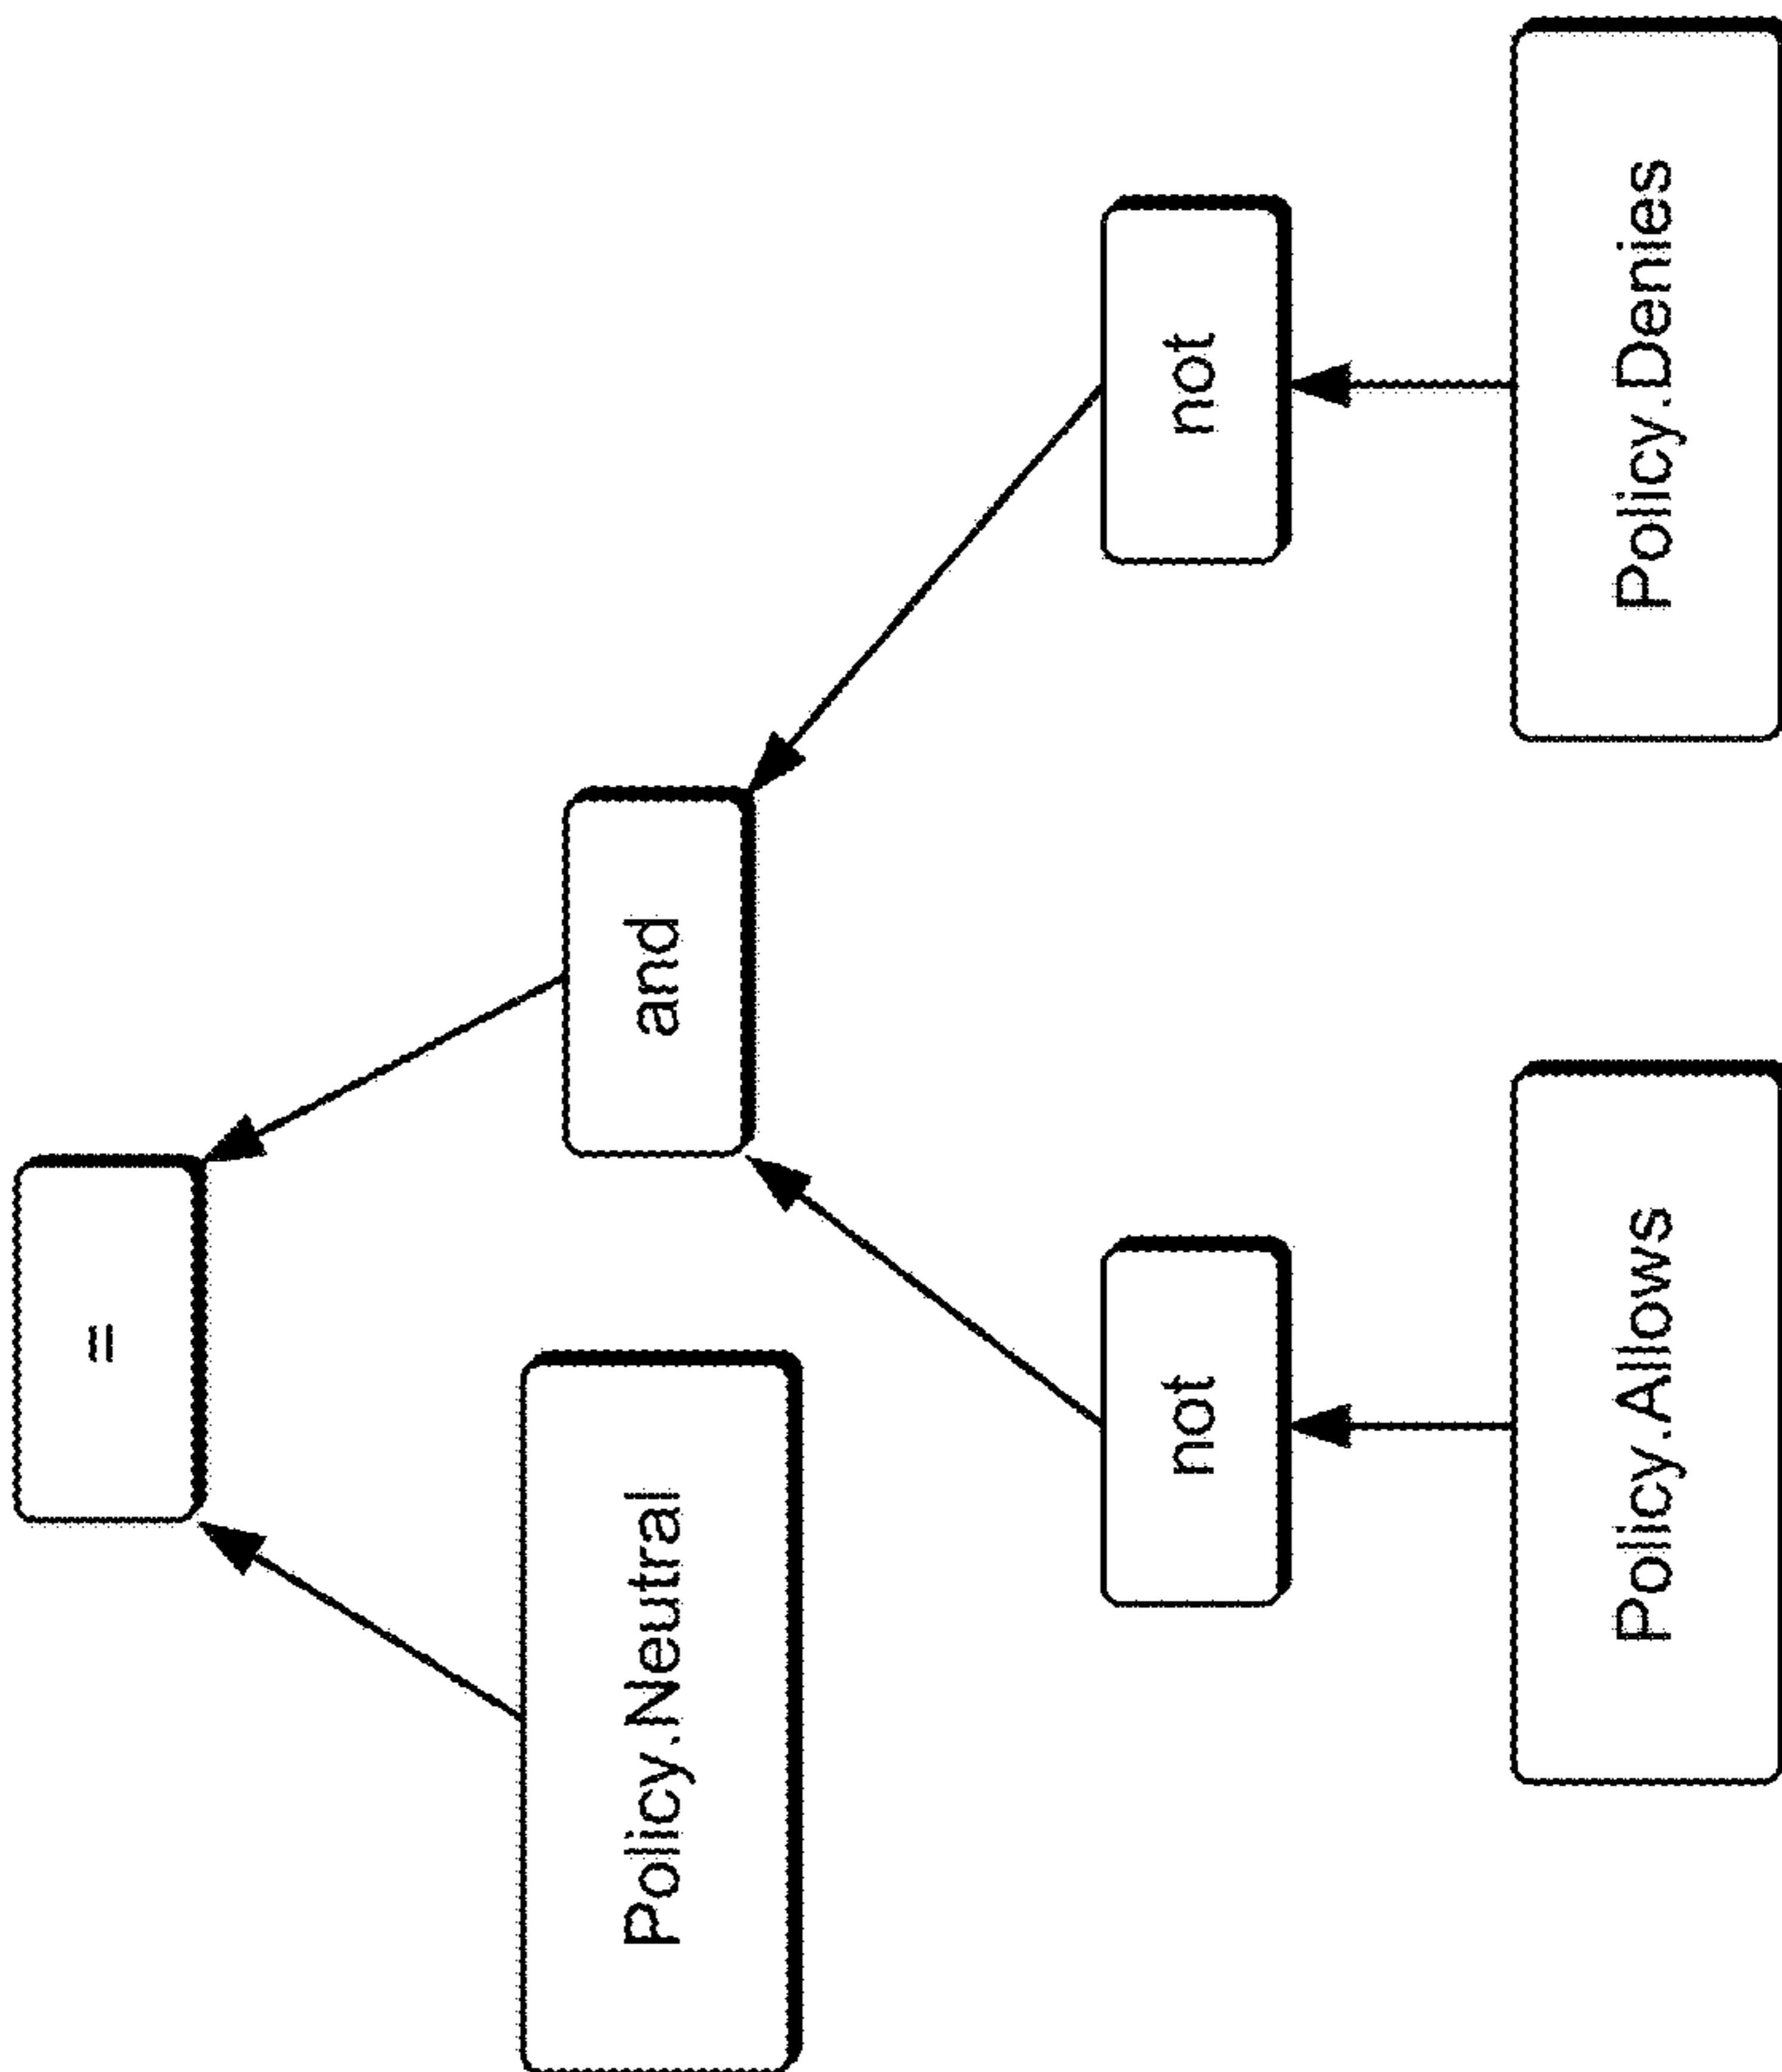 =
Policy.Neutral
and
not
not
Policy.Allows
Policy.Denies